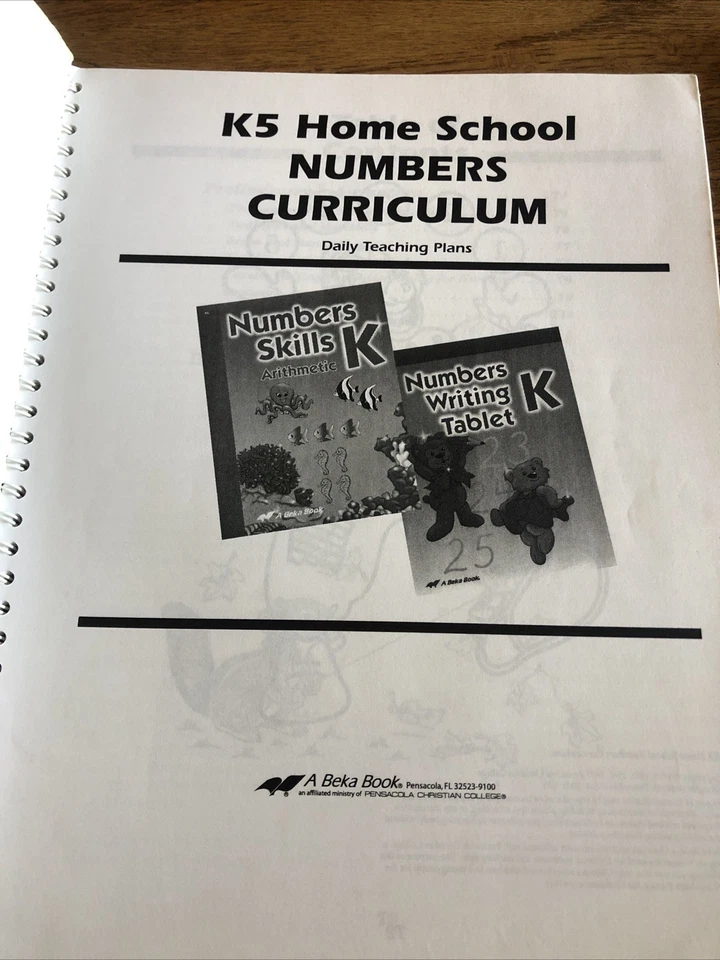 K5 Home School
NUMBERS
CURRICULUM
Daily Teaching Plans
Numbers
Skills K
Arithmetic
A Beka Book
Numbers
Writing K
Tablet
23
25
A Beka Book
A Beka Book® Pensacola, FL 32523-9100
an affiliated ministry of PENSACOLA CHRISTIAN COLLEGE®